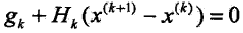 g_k + H_k(x^{(k+1)} - x^{(k)}) = 0